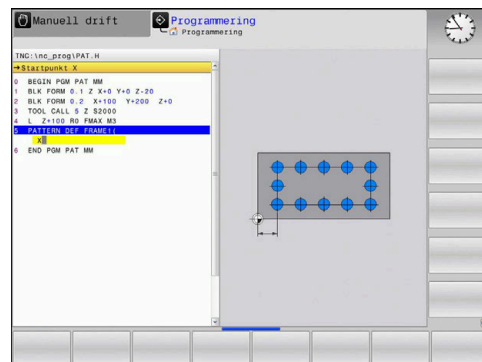 Manuell drift
Programmering
Programmering
TNC:\nc_prog\PAT.H
→Startpunkt X
0 BEGIN PGM PAT MM
1 BLK FORM 0.1 Z X+0 Y+0 Z-20
2 BLK FORM 0.2 X+100 Y+200 Z+0
3 TOOL CALL 5 Z S2000
4 L Z+100 R0 FMAX M3
5 PATTERN DEF FRAME1(
X
6 END PGM PAT MM